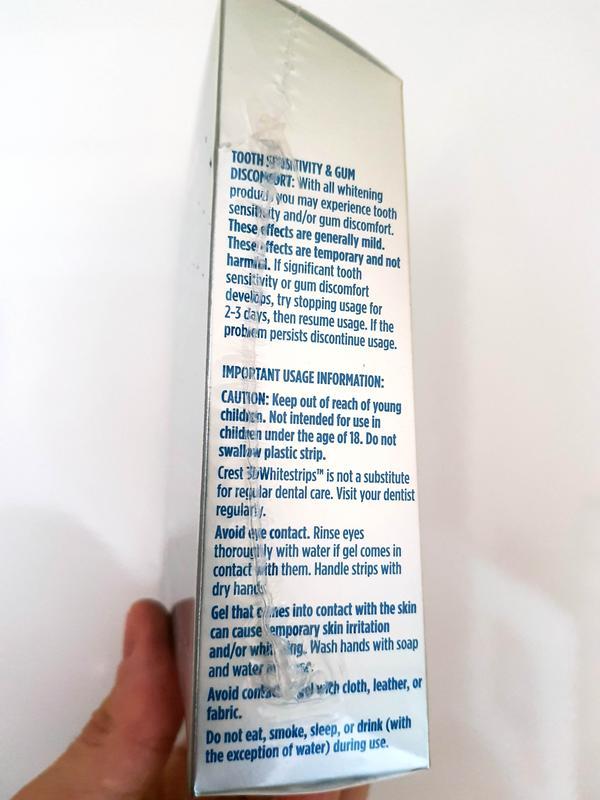 TOOTH SENSITIVITY & GUM
DISCOMFORT: With all whitening
product, you may experience tooth
sensitivity and/or gum discomfort.
These effects are generally mild.
These effects are temporary and not
harmful. If significant tooth
sensitivity or gum discomfort
develops, try stopping usage for
2-3 days, then resume usage. If the
problem persists discontinue usage.
IMPORTANT USAGE INFORMATION:
CAUTION: Keep out of reach of young
children. Not intended for use in
children under the age of 18. Do not
swallow plastic strip.
Crest 3DWhitestrips™ is not a substitute
for regular dental care. Visit your dentist
regularly.
Avoid eye contact. Rinse eyes
thoroughly with water if gel comes in
contact with them. Handle strips with
dry hands.
Gel that comes into contact with the skin
can cause temporary skin irritation
and/or whitening. Wash hands with soap
and water after use.
Avoid contact gel with cloth, leather, or
fabric.
Do not eat, smoke, sleep, or drink (with
the exception of water) during use.